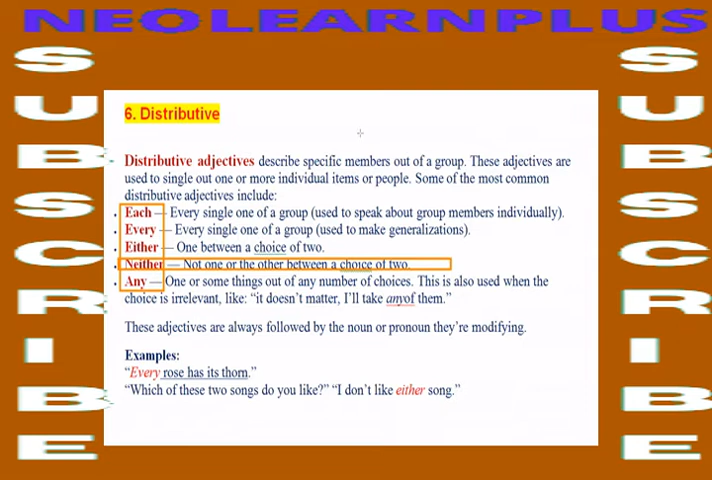 NEOLEARNPLUS
SUBSCRIBE
SUBSCRIBE
6. Distributive
Distributive adjectives describe specific members out of a group. These adjectives are
used to single out one or more individual items or people. Some of the most common
distributive adjectives include:
Each — Every single one of a group (used to speak about group members individually).
Every — Every single one of a group (used to make generalizations).
Either — One between a choice of two.
Neither — Not one or the other between a choice of two.
Any — One or some things out of any number of choices. This is also used when the
choice is irrelevant, like: “it doesn’t matter, I’ll take anyof them.”
These adjectives are always followed by the noun or pronoun they’re modifying.
Examples:
“Every rose has its thorn.”
“Which of these two songs do you like?” “I don’t like either song.”